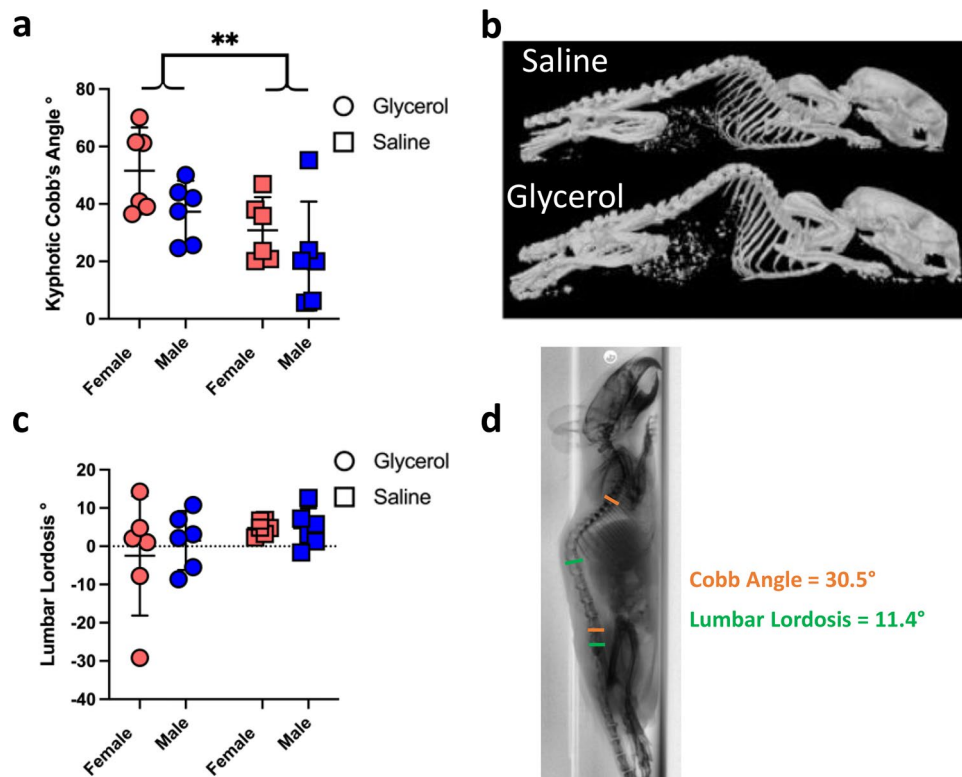 a
**
Kyphotic Cobb's Angle °
80
60
40
20
0
Glycerol
Saline
Female
Male
Female
Male
b
Saline
Glycerol
c
Lumbar Lordosis °
20
10
0
-10
-20
-30
-40
Glycerol
Saline
Female
Male
Female
Male
d
Cobb Angle = 30.5°
Lumbar Lordosis = 11.4°